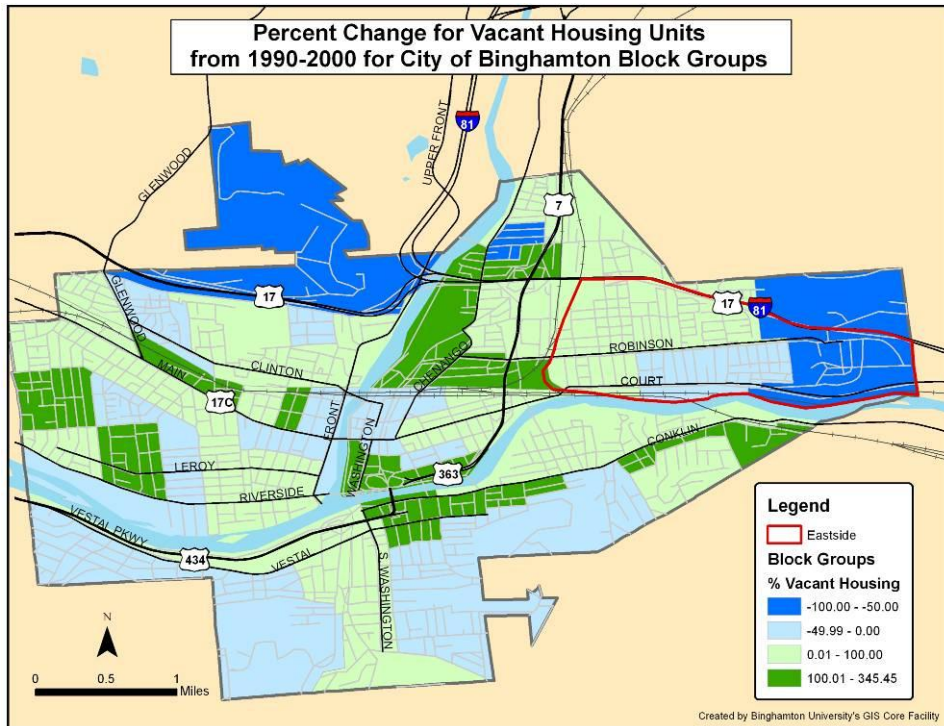 Percent Change for Vacant Housing Units
from 1990-2000 for City of Binghamton Block Groups
81
UPPER FRONT
GLENWOOD
7
17
GLENWOOD
17
81
ROBINSON
CHENANGO
CLINTON
MAIN
COURT
17C
FRONT
WASHINGTON
CONKLIN
LEROY
363
RIVERSIDE
VESTAL PKWY
434
VESTAL
S. WASHINGTON
Legend
Eastside
Block Groups
% Vacant Housing
-100.00 - -50.00
-49.99 - 0.00
0.01 - 100.00
100.01 - 345.45
N
0 0.5 1
Miles
Created by Binghamton University's GIS Core Facility